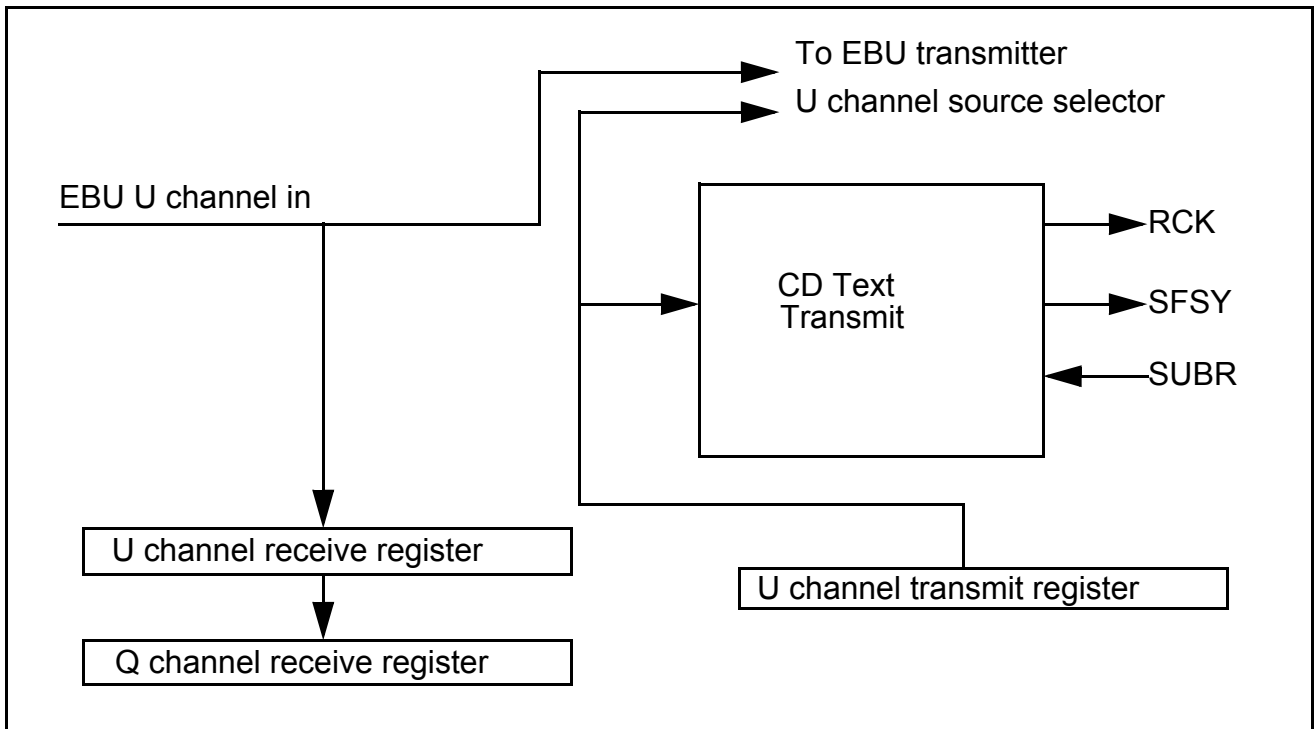 To EBU transmitter
U channel source selector
EBU U channel in
RCK
CD Text
Transmit
SFSY
SUBR
U channel receive register
U channel transmit register
Q channel receive register